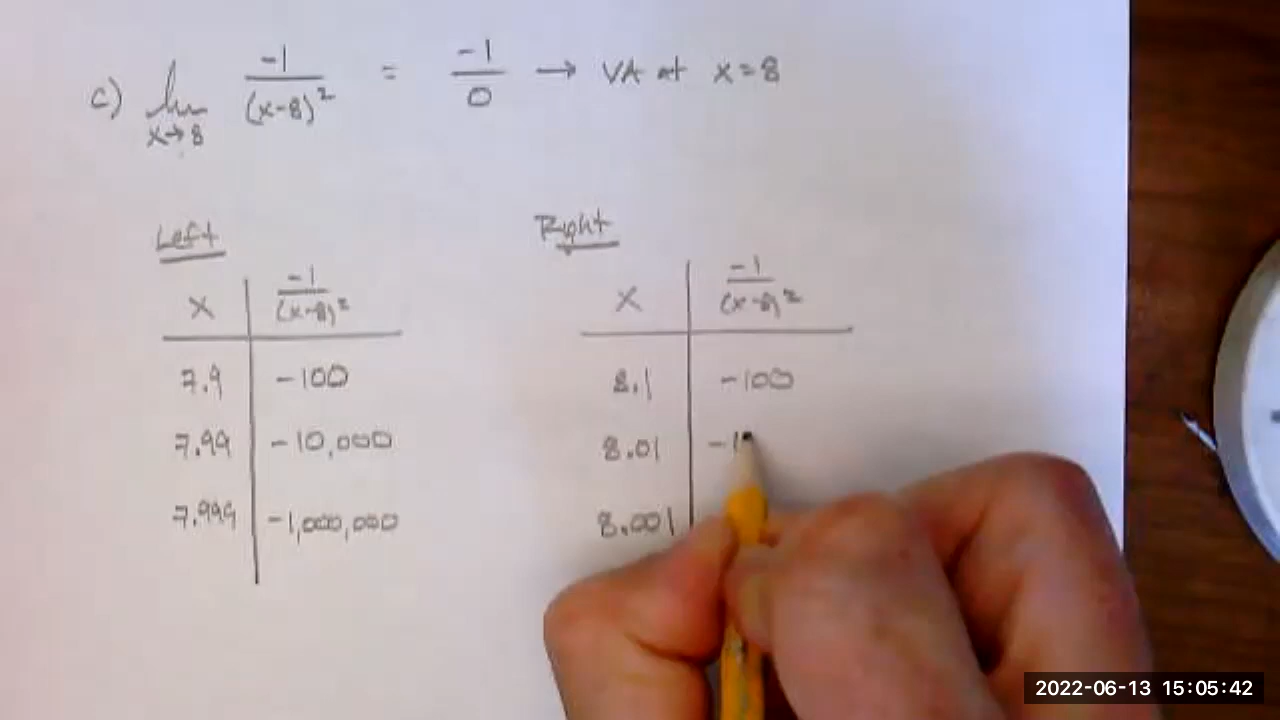 c) lim x→8 -1/(x-8)² = -1/0 → VA at x=8
Left
x | -1/(x-8)²
7.9 | -100
7.99 | -10,000
7.999 | -1,000,000
Right
x | -1/(x-8)²
8.1 | -100
8.01 | -1
8.001
2022-06-13 15:05:42